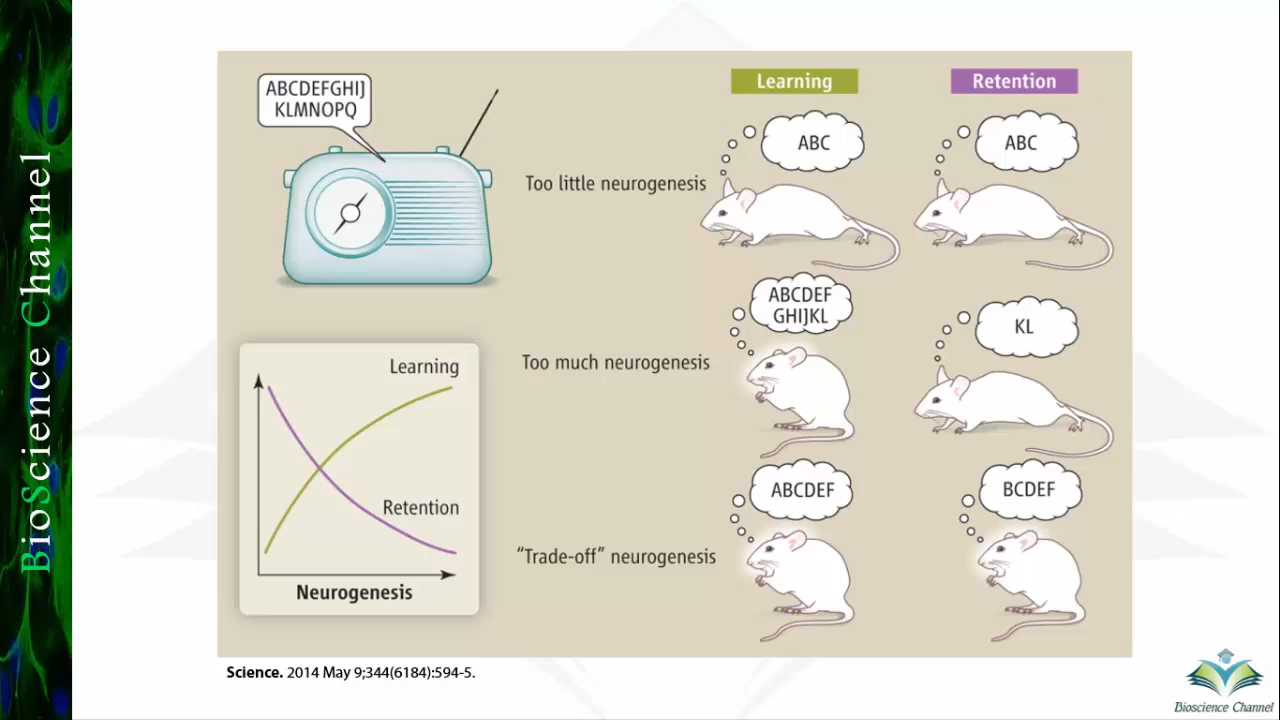 BioScience Channel
ABCDEFGHIJ
KLMNOPQ
Learning
Retention
Too little neurogenesis
ABC
ABC
Too much neurogenesis
ABCDEF
GHIJKL
KL
"Trade-off" neurogenesis
ABCDEF
BCDEF
Learning
Retention
Neurogenesis
Science. 2014 May 9;344(6184):594-5.
Bioscience Channel